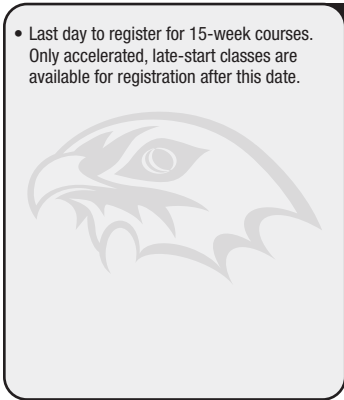 • Last day to register for 15-week courses.
Only accelerated, late-start classes are
available for registration after this date.